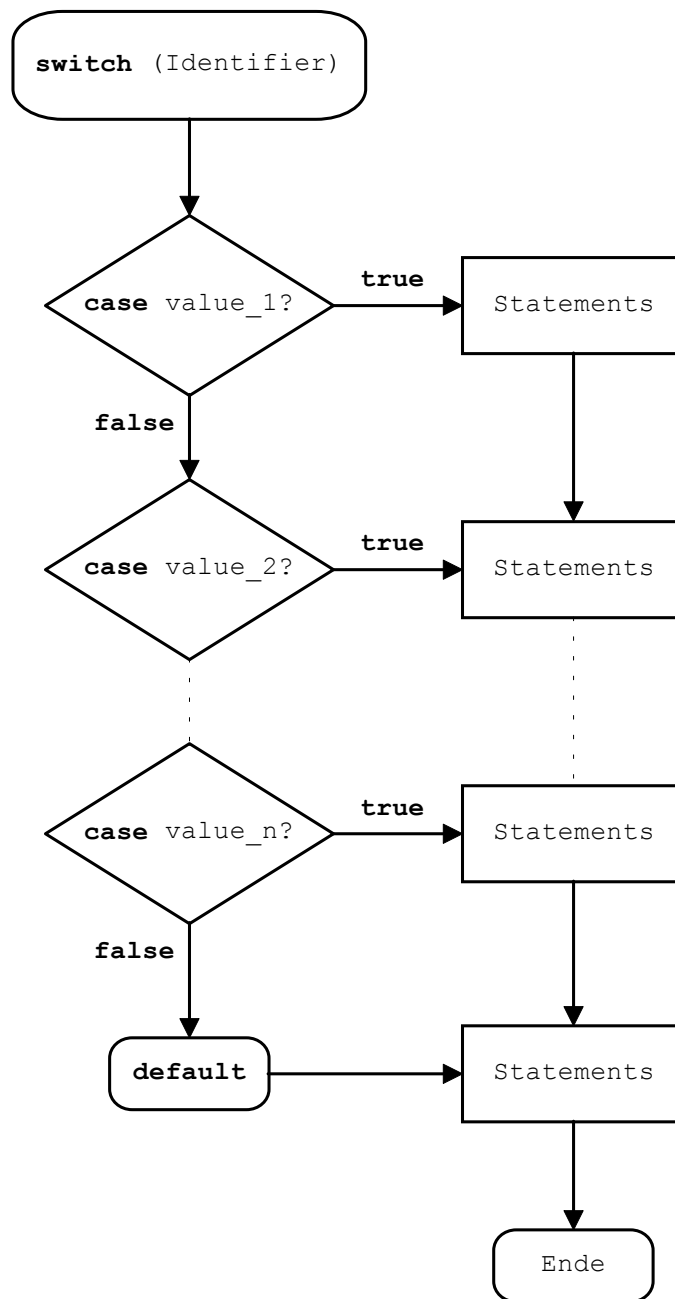 switch (Identifier)
case value_1?
true
Statements
false
case value_2?
true
Statements
case value_n?
true
Statements
false
default
Statements
Ende